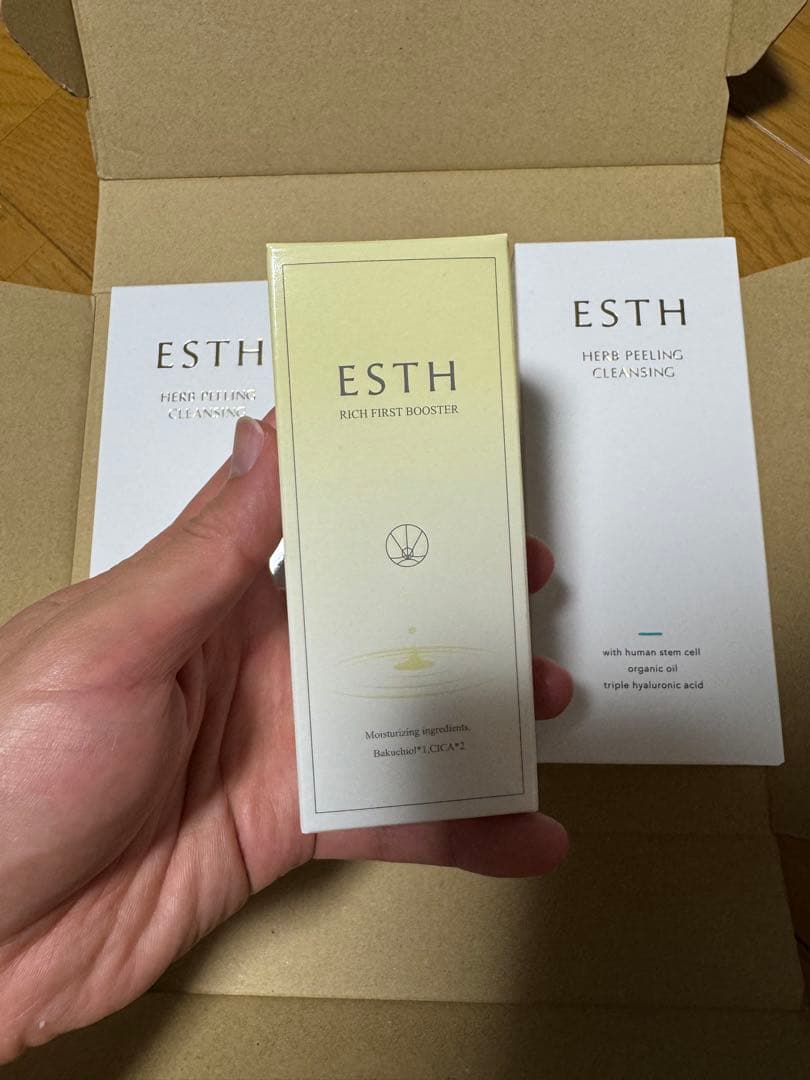 ESTH
HERB PEELING
CLEANSING
ESTH
RICH FIRST BOOSTER
Moisturizing ingredients.
Bakuchiol*1,CICA*2
ESTH
HERB PEELING
CLEANSING
with human stem cell
organic oil
triple hyaluronic acid